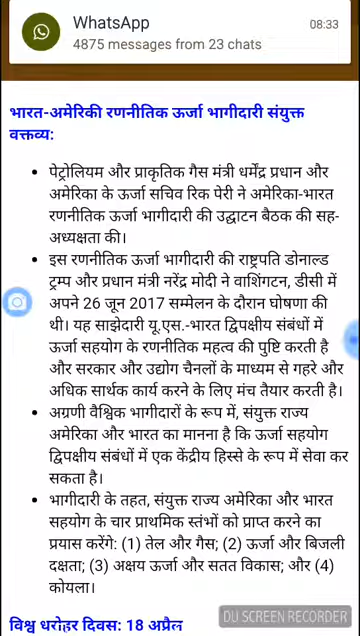 WhatsApp
08:33
4875 messages from 23 chats
भारत-अमेरिकी रणनीतिक ऊर्जा भागीदारी संयुक्त
वक्तव्य:
• पेट्रोलियम और प्राकृतिक गैस मंत्री धर्मेंद्र प्रधान और
अमेरिका के ऊर्जा सचिव रिक पेरी ने अमेरिका-भारत
रणनीतिक ऊर्जा भागीदारी की उद्घाटन बैठक की सह-
अध्यक्षता की।
• इस रणनीतिक ऊर्जा भागीदारी की राष्ट्रपति डोनाल्ड
ट्रम्प और प्रधान मंत्री नरेंद्र मोदी ने वाशिंगटन, डीसी में
अपने 26 जून 2017 सम्मेलन के दौरान घोषणा की
थी। यह साझेदारी यू.एस.-भारत द्विपक्षीय संबंधों में
ऊर्जा सहयोग के रणनीतिक महत्व की पुष्टि करती है
और सरकार और उद्योग चैनलों के माध्यम से गहरे और
अधिक सार्थक कार्य करने के लिए मंच तैयार करती है।
• अग्रणी वैश्विक भागीदारों के रूप में, संयुक्त राज्य
अमेरिका और भारत का मानना है कि ऊर्जा सहयोग
द्विपक्षीय संबंधों में एक केंद्रीय हिस्से के रूप में सेवा कर
सकता है।
• भागीदारी के तहत, संयुक्त राज्य अमेरिका और भारत
सहयोग के चार प्राथमिक स्तंभों को प्राप्त करने का
प्रयास करेंगे: (1) तेल और गैस; (2) ऊर्जा और बिजली
दक्षता; (3) अक्षय ऊर्जा और सतत विकास; और (4)
कोयला।
DU SCREEN RECORDER
विश्व धरोहर दिवस: 18 अप्रैल